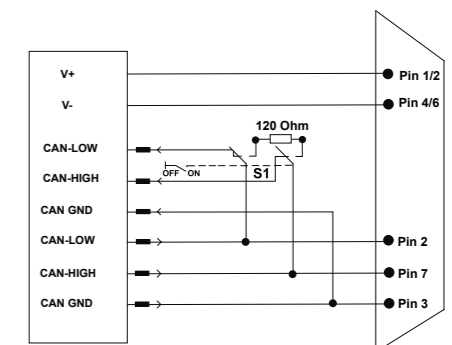 V+
Pin 1/2
V-
Pin 4/6
120 Ohm
CAN-LOW
OFF ON
S1
CAN-HIGH
CAN GND
CAN-LOW
Pin 2
CAN-HIGH
Pin 7
CAN GND
Pin 3